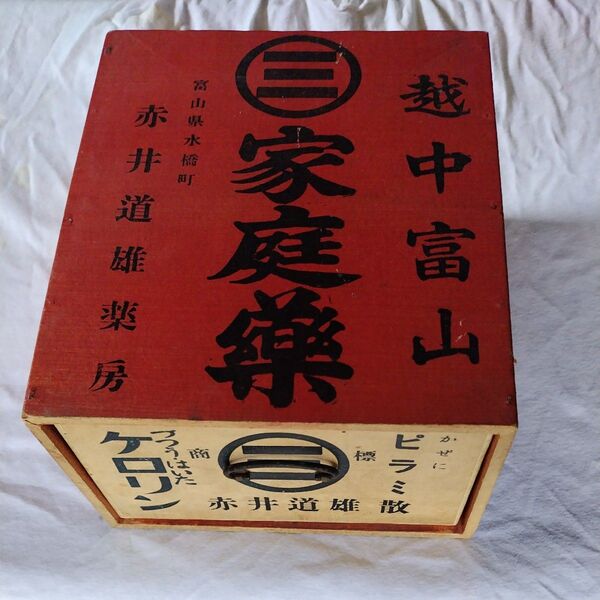 越中富山
㊂
家庭藥
富山県水橋町
赤井道雄薬房
かぜに
ピラミ散
商標
赤井道雄
づつうはいた
ケロリン